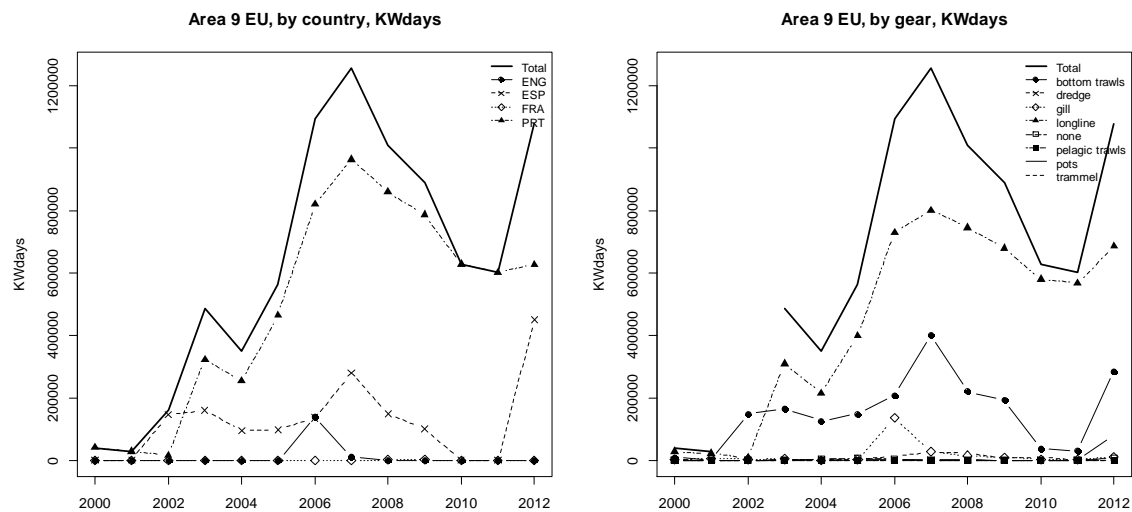 Area 9 EU, by country, KWdays
KWdays
0
200000
400000
600000
800000
1200000
2000
2002
2004
2006
2008
2010
2012
Total
ENG
ESP
FRA
PRT
Area 9 EU, by gear, KWdays
KWdays
0
200000
400000
600000
800000
1200000
2000
2002
2004
2006
2008
2010
2012
Total
bottom trawls
dredge
gill
longline
none
pelagic trawls
pots
trammel